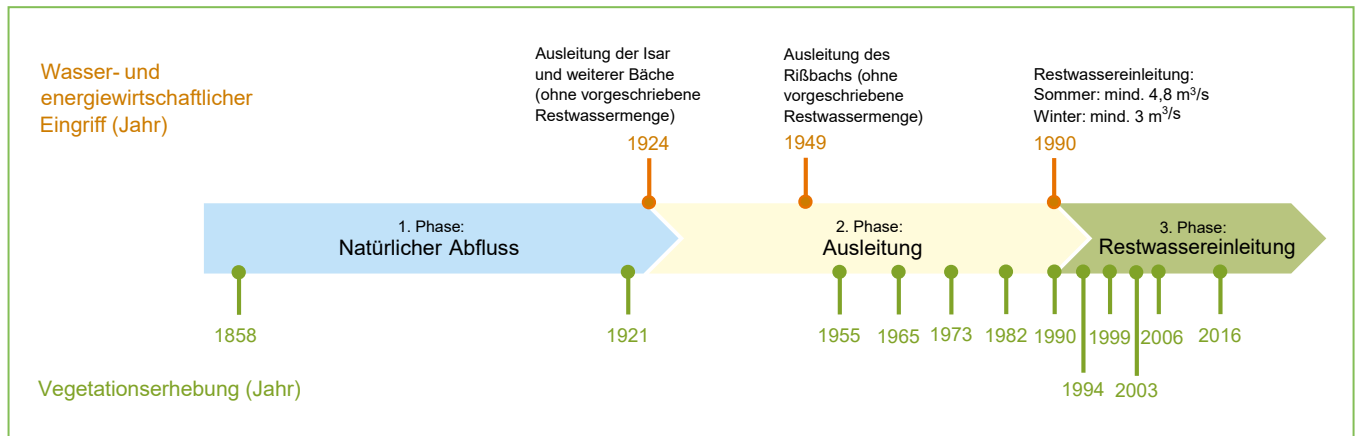 Wasser- und
energiewirtschaftlicher
Eingriff (Jahr)
Ausleitung der Isar
und weiterer Bäche
(ohne vorgeschriebene
Restwassermenge)
1924
Ausleitung des
Rißbachs (ohne
vorgeschriebene
Restwassermenge)
1949
Restwassereinleitung:
Sommer: mind. 4,8 m³/s
Winter: mind. 3 m³/s
1990
1. Phase:
Natürlicher Abfluss
2. Phase:
Ausleitung
3. Phase:
Restwassereinleitung
1858
1921
1955
1965
1973
1982
1990
1994
1999
2003
2006
2016
Vegetationserhebung (Jahr)